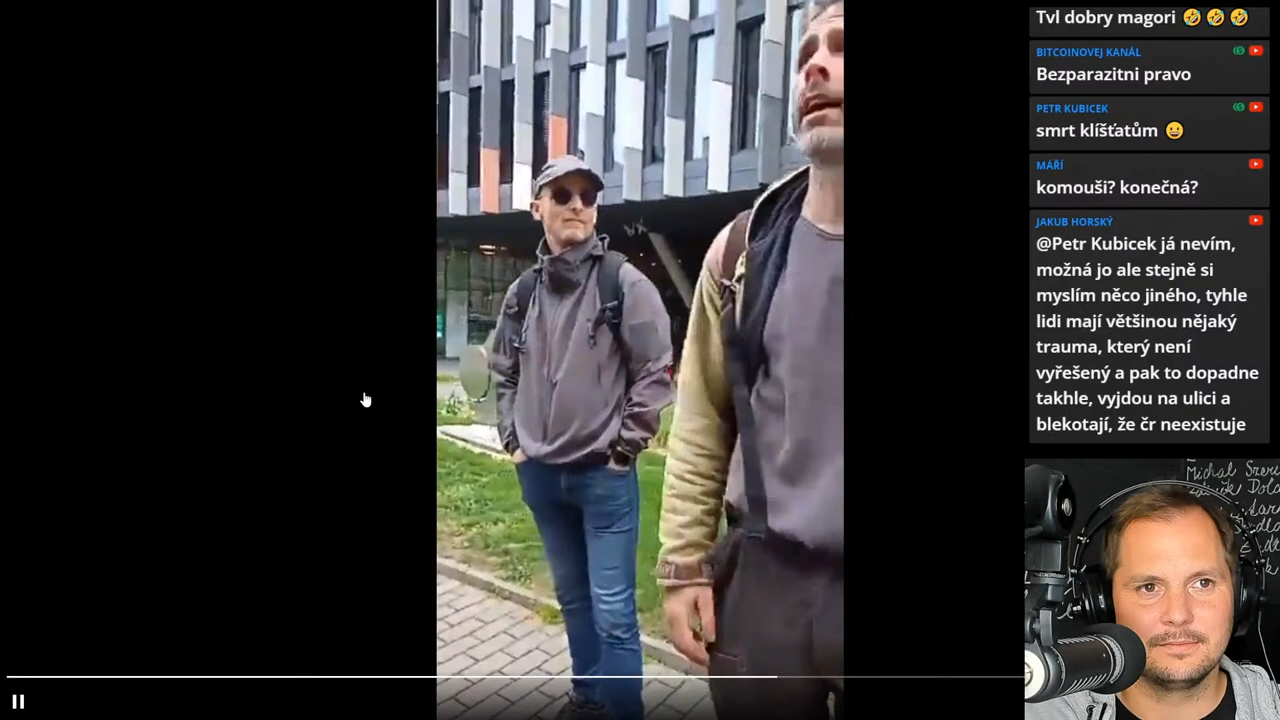 Tvl dobry magori 🤣🤣🤣
BITCOINOVEJ KANÁL
Bezparazitni pravo
PETR KUBICEK
smrt klíšťatům 😀
MÁŘÍ
komouši? konečná?
JAKUB HORSKÝ
@Petr Kubicek já nevím,
možná jo ale stejně si
myslím něco jiného, tyhle
lidi mají většinou nějaký
trauma, který není
vyřešený a pak to dopadne
takhle, vyjdou na ulici a
blekotají, že čr neexistuje
Michal Szer